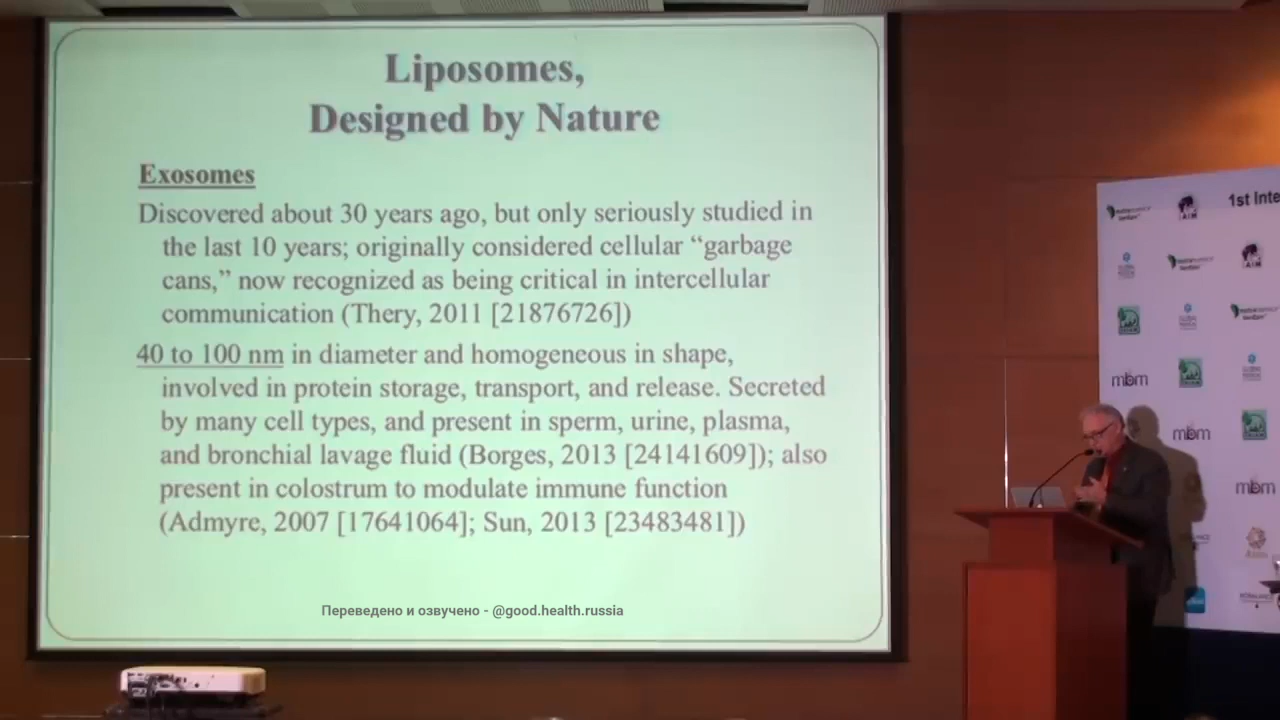 Liposomes,
Designed by Nature
Exosomes
Discovered about 30 years ago, but only seriously studied in
the last 10 years; originally considered cellular “garbage
cans,” now recognized as being critical in intercellular
communication (Thery, 2011 [21876726])
40 to 100 nm in diameter and homogeneous in shape,
involved in protein storage, transport, and release. Secreted
by many cell types, and present in sperm, urine, plasma,
and bronchial lavage fluid (Borges, 2013 [24141609]); also
present in colostrum to modulate immune function
(Admyre, 2007 [17641064]; Sun, 2013 [23483481])
Переведено и озвучено - @good.health.russia
1st Inte
mbm
mbm
mbm